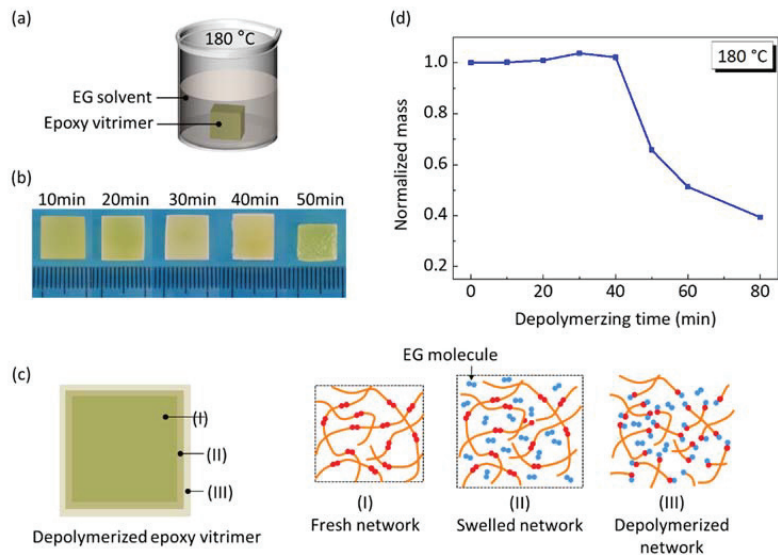 (a)
180 °C
EG solvent
Epoxy vitrimer
(b)
10min 20min 30min 40min 50min
(c)
(I)
(II)
(III)
Depolymerized epoxy vitrimer
EG molecule
(I)
Fresh network
(II)
Swelled network
(III)
Depolymerized
network
(d)
180 °C
Normalized mass
1.0
0.8
0.6
0.4
0.2
0 20 40 60 80
Depolymerzing time (min)